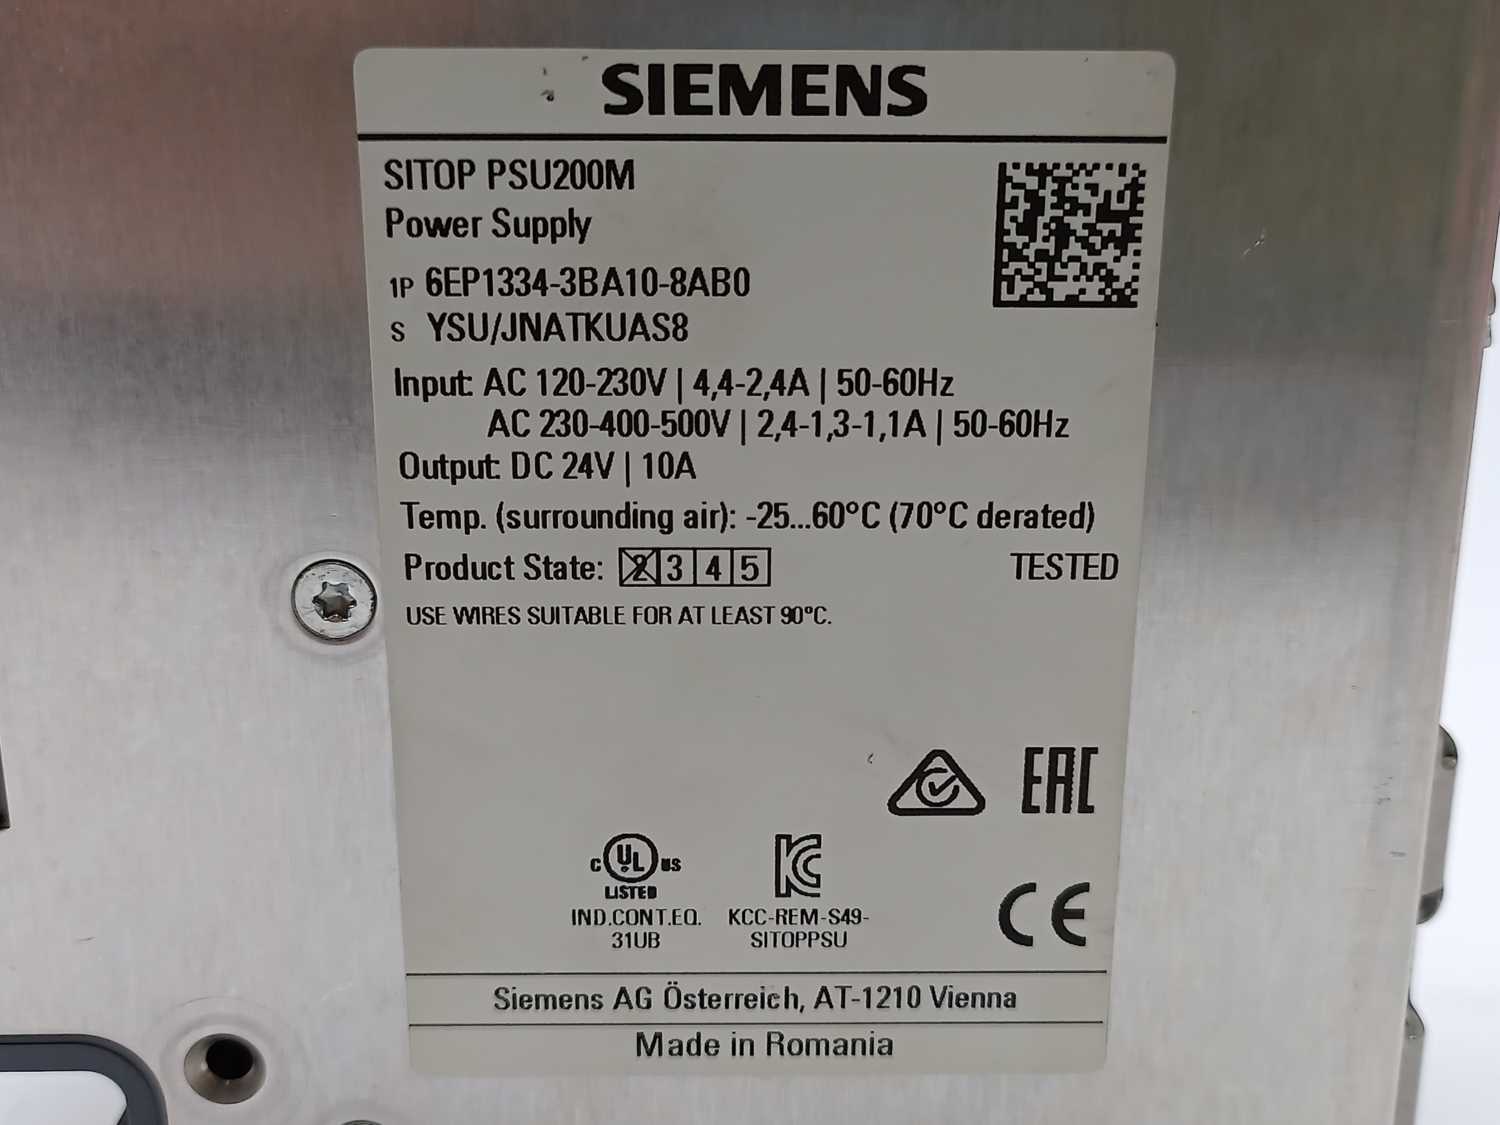 SIEMENS
SITOP PSU200M
Power Supply
1P 6EP1334-3BA10-8AB0
S YSU/JNATKUAS8
Input: AC 120-230V | 4,4-2,4A | 50-60Hz
AC 230-400-500V | 2,4-1,3-1,1A | 50-60Hz
Output: DC 24V | 10A
Temp. (surrounding air): -25...60°C (70°C derated)
Product State: 2 3 4 5 TESTED
USE WIRES SUITABLE FOR AT LEAST 90°C.
EAC
C UL US
LISTED
KC
IND.CONT.EQ. KCC-REM-S49-
31UB SITOPPSU
CE
Siemens AG Österreich, AT-1210 Vienna
Made in Romania